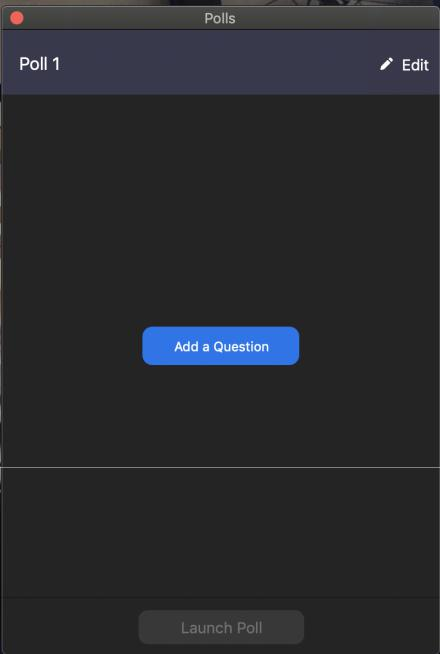 Polls
Poll 1
Edit
Add a Question
Launch Poll